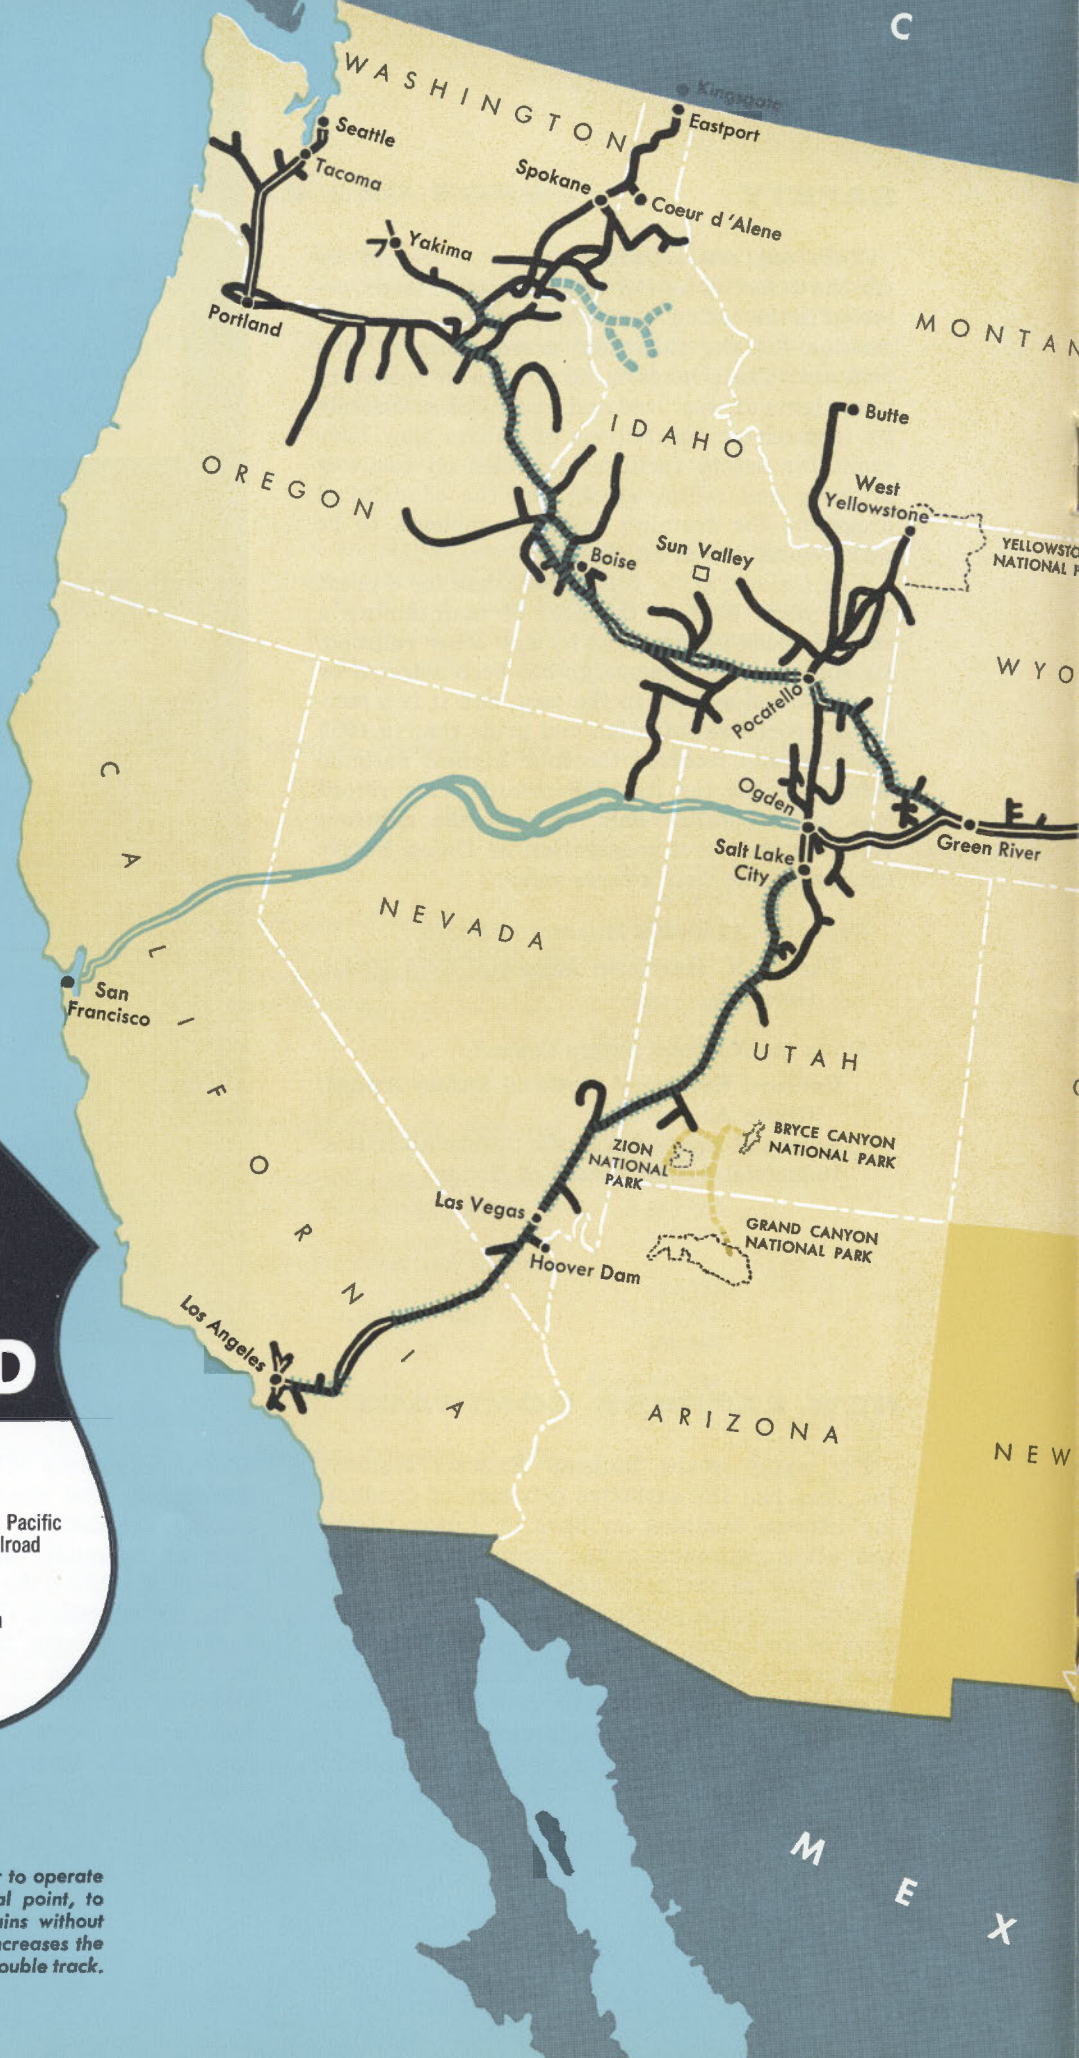 C
WASHINGTON
Kingsgate
Eastport
Seattle
Tacoma
Spokane
Coeur d'Alene
Yakima
Portland
MONTAN
IDAHO
Butte
OREGON
West
Yellowstone
YELLOWSTO
NATIONAL P
Sun Valley
Boise
WYO
Pocatello
CALIFORNIA
Ogden
Salt Lake
City
Green River
NEVADA
San
Francisco
UTAH
ZION
NATIONAL
PARK
BRYCE CANYON
NATIONAL PARK
Las Vegas
GRAND CANYON
NATIONAL PARK
Hoover Dam
Los Angeles
D
ARIZONA
NEW
Pacific
lroad
MEX
to operate
al point, to
ins without
creases the
ouble track.